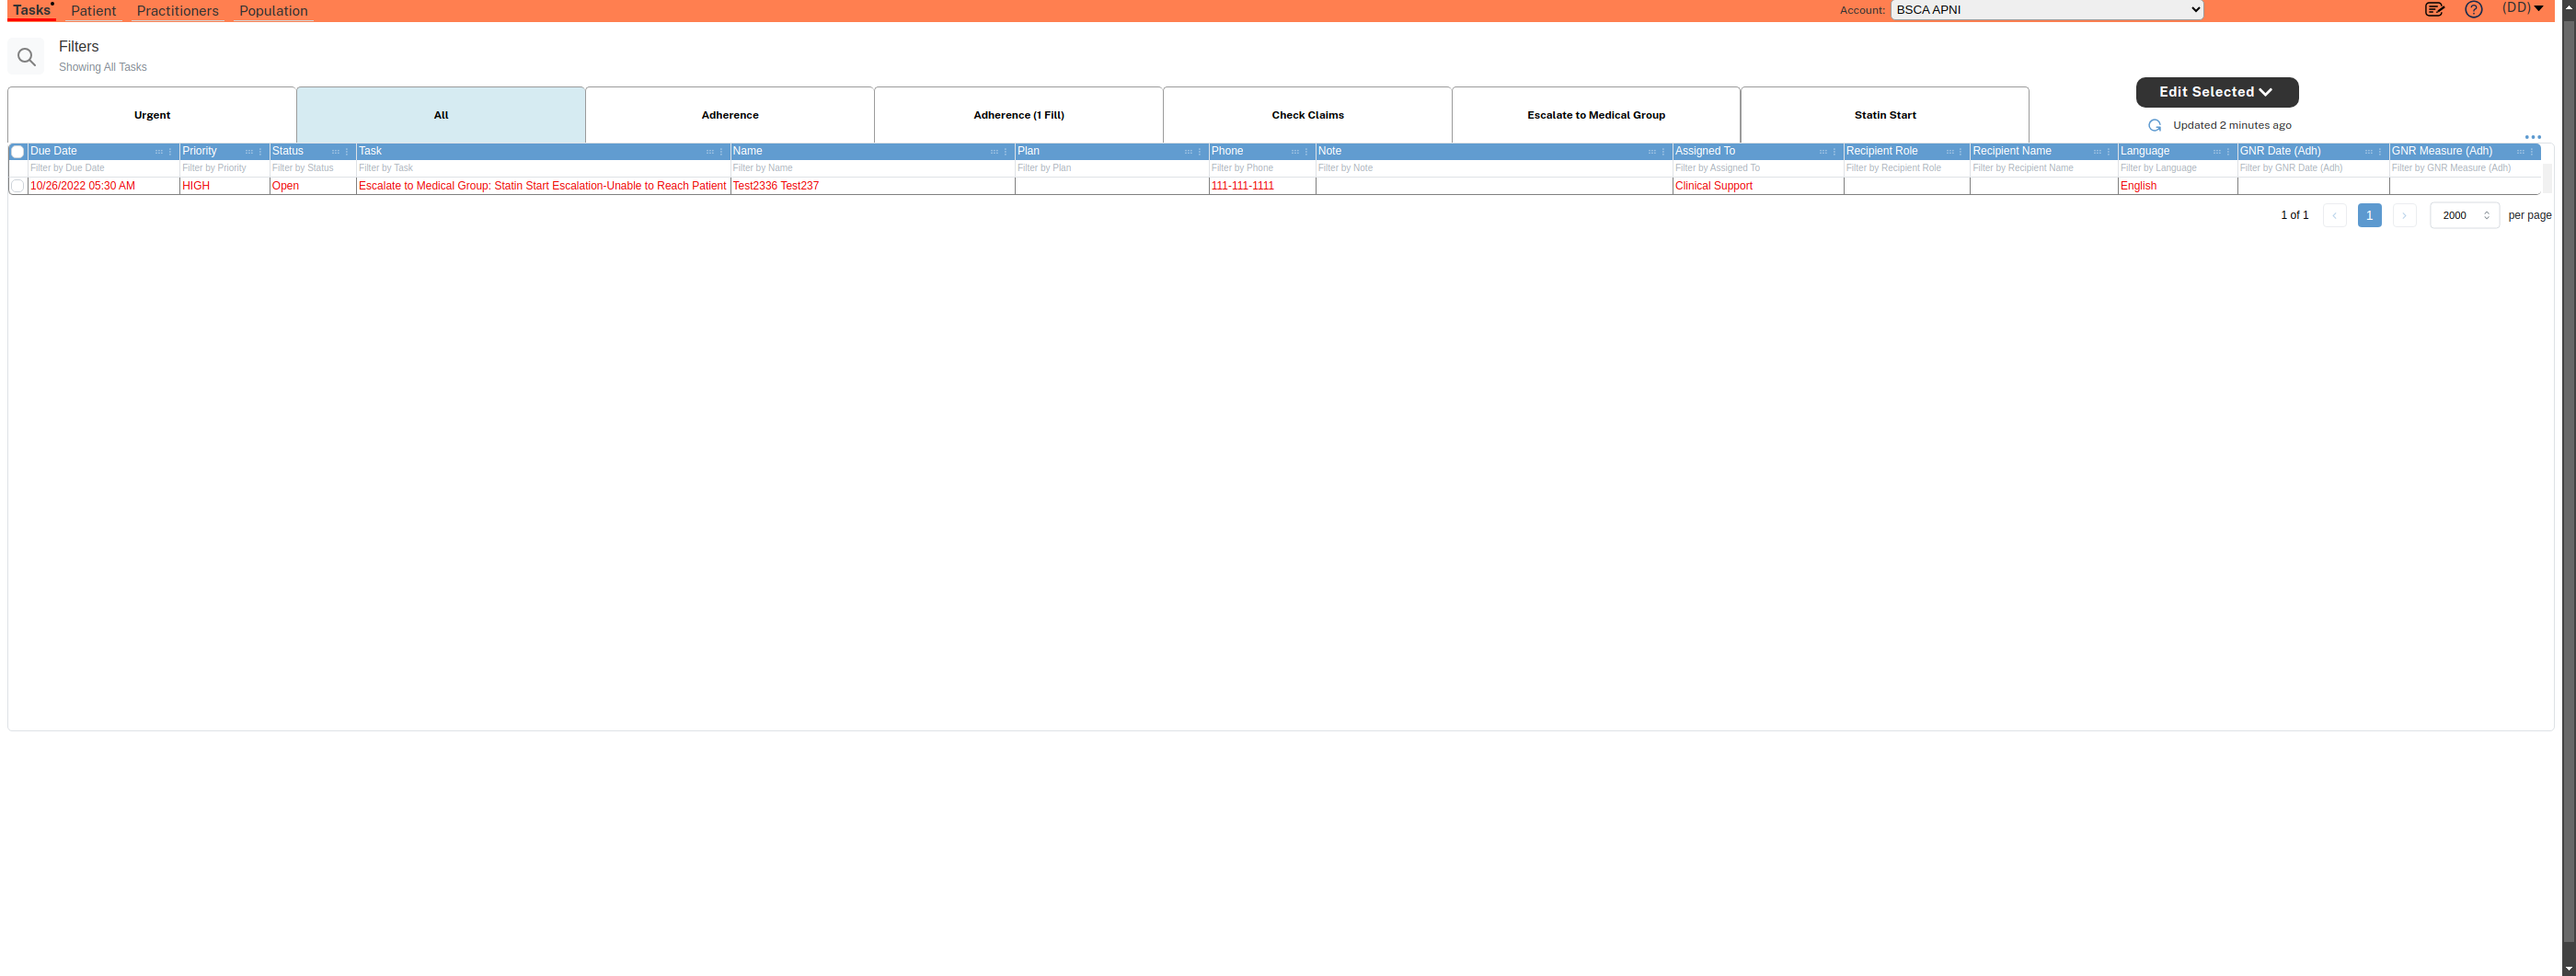 Tasks Patient Practitioners Population Account: BSCA APNI (DD)
Filters
Showing All Tasks
Urgent All Adherence Adherence (1 Fill) Check Claims Escalate to Medical Group Statin Start
Edit Selected
Updated 2 minutes ago
Due Date Priority Status Task Name Plan Phone Note Assigned To Recipient Role Recipient Name Language GNR Date (Adh) GNR Measure (Adh)
Filter by Due Date Filter by Priority Filter by Status Filter by Task Filter by Name Filter by Plan Filter by Phone Filter by Note Filter by Assigned To Filter by Recipient Role Filter by Recipient Name Filter by Language Filter by GNR Date (Adh) Filter by GNR Measure (Adh)
10/26/2022 05:30 AM HIGH Open Escalate to Medical Group: Statin Start Escalation-Unable to Reach Patient Test2336 Test237 111-111-1111 Clinical Support English
1 of 1 ‹ 1 › 2000 per page